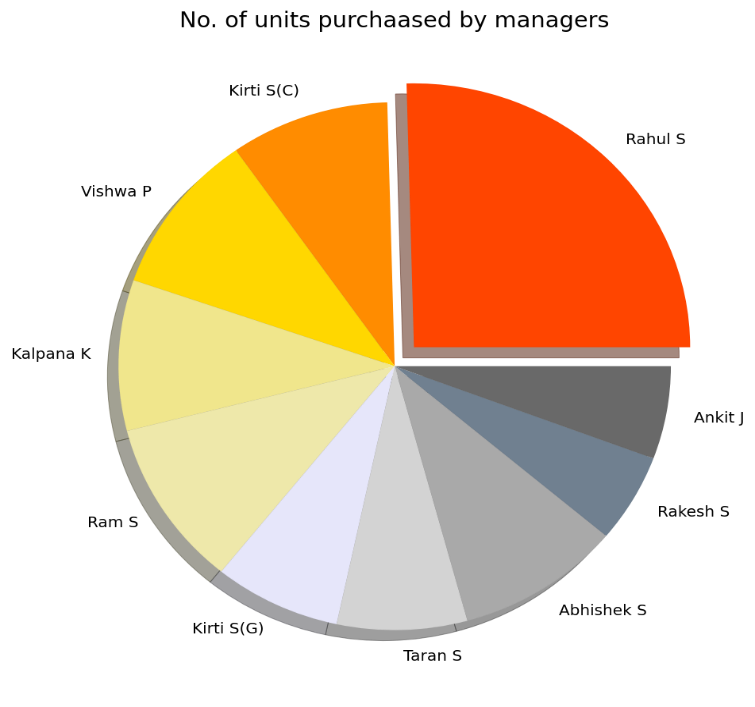 No. of units purchaased by managers
Kirti S(C)
Rahul S
Vishwa P
Kalpana K
Ankit J
Rakesh S
Ram S
Abhishek S
Kirti S(G)
Taran S